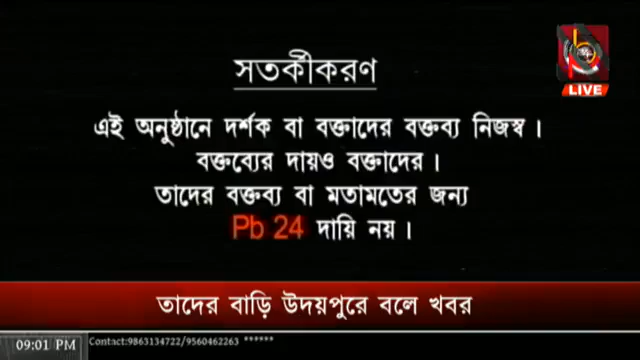 LIVE
সতর্কীকরণ
এই অনুষ্ঠানে দর্শক বা বক্তাদের বক্তব্য নিজস্ব।
বক্তব্যের দায়ও বক্তাদের।
তাদের বক্তব্য বা মতামতের জন্য
Pb 24 দায়ি নয়।
তাদের বাড়ি উদয়পুরে বলে খবর
09:01 PM Contact:9863134722/9560462263 ******